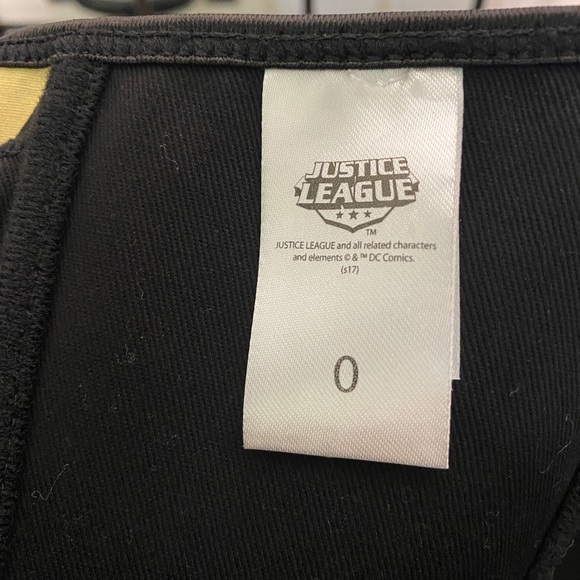 JUSTICE
LEAGUE
™
JUSTICE LEAGUE and all related characters
and elements © & ™ DC Comics.
(s17)
0